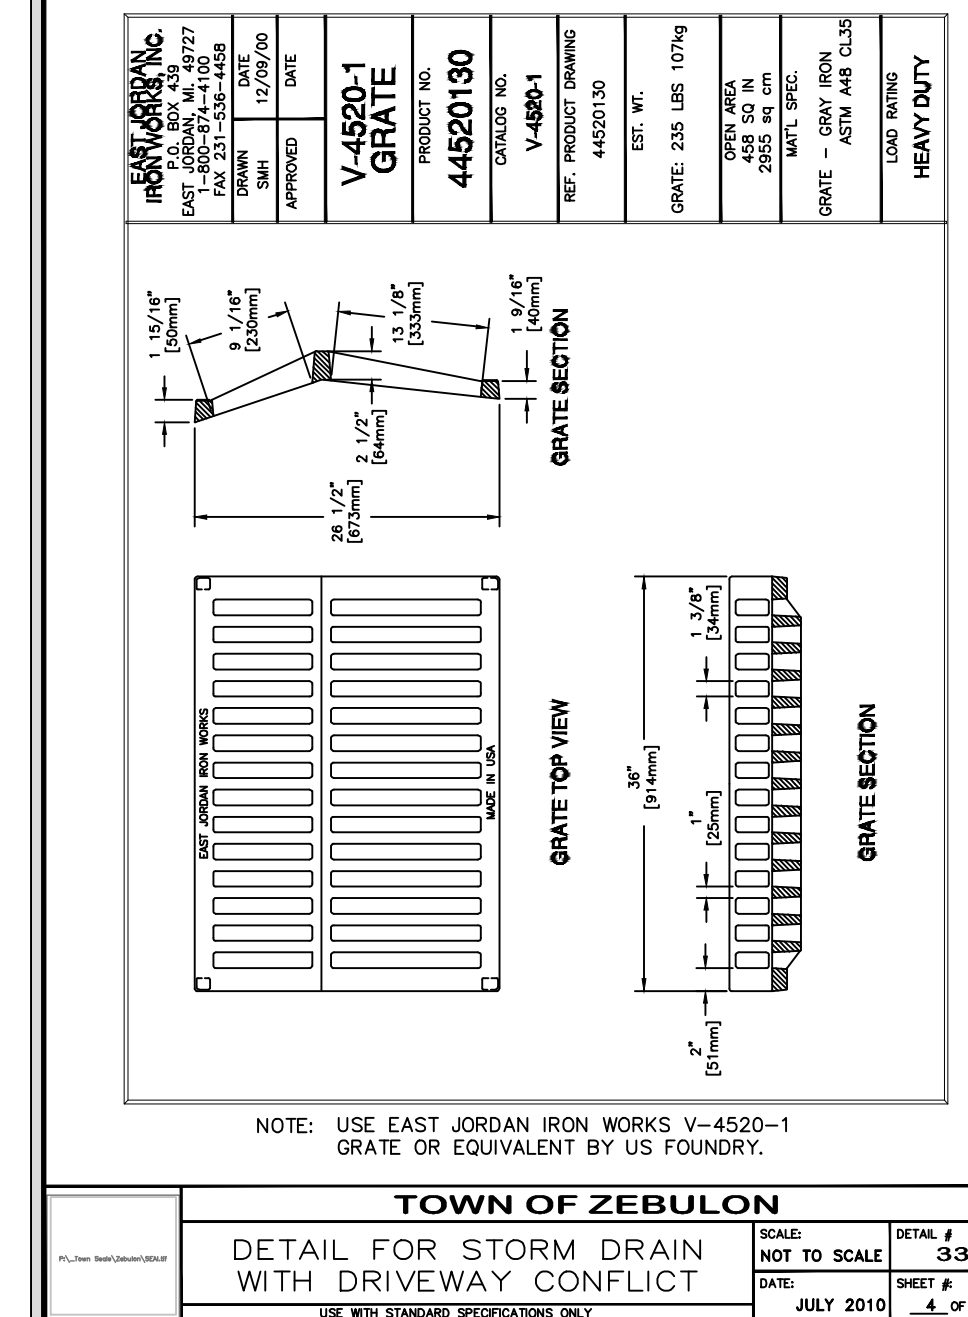 EAST JORDAN
IRON WORKS, INC.
P.O. BOX 439
EAST JORDAN, MI. 49727
1-800-874-4100
FAX 231-536-4458
DRAWN
SMH
DATE
12/09/00
APPROVED
DATE
V-4520-1
GRATE
PRODUCT NO.
44520130
CATALOG NO.
V-4520-1
REF. PRODUCT DRAWING
44520130
EST. WT.
GRATE: 235 LBS 107kg
OPEN AREA
458 SQ IN
2955 sq cm
MAT'L SPEC.
GRATE - GRAY IRON
ASTM A48 CL35
LOAD RATING
HEAVY DUTY
1 15/16"
[50mm]
9 1/16"
[230mm]
13 1/8"
[333mm]
1 9/16"
[40mm]
2 1/2"
[64mm]
26 1/2"
[673mm]
GRATE SECTION
EAST JORDAN IRON WORKS
MADE IN USA
GRATE TOP VIEW
36"
[914mm]
1 3/8"
[34mm]
1"
[25mm]
2"
[51mm]
GRATE SECTION
NOTE: USE EAST JORDAN IRON WORKS V-4520-1
GRATE OR EQUIVALENT BY US FOUNDRY.
P:\_Town Seals\Zebulon\SEAL.tif
TOWN OF ZEBULON
DETAIL FOR STORM DRAIN
WITH DRIVEWAY CONFLICT
USE WITH STANDARD SPECIFICATIONS ONLY
SCALE:
NOT TO SCALE
DETAIL #
33
DATE:
JULY 2010
SHEET #:
4 OF